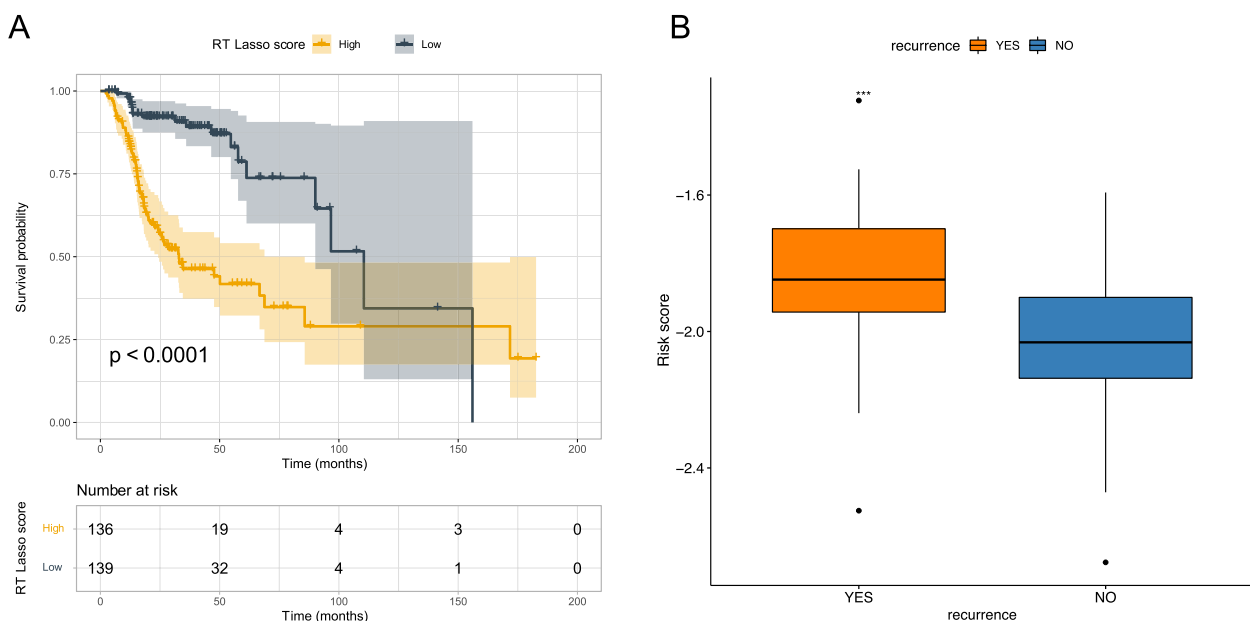 A
RT Lasso score High Low
Survival probability
1.00
0.75
0.50
0.25
0.00
p < 0.0001
0 50 100 150 200
Time (months)
Number at risk
RT Lasso score
High 136 19 4 3 0
Low 139 32 4 1 0
0 50 100 150 200
Time (months)
B
recurrence YES NO
***
Risk score
−1.6
−2.0
−2.4
YES NO
recurrence